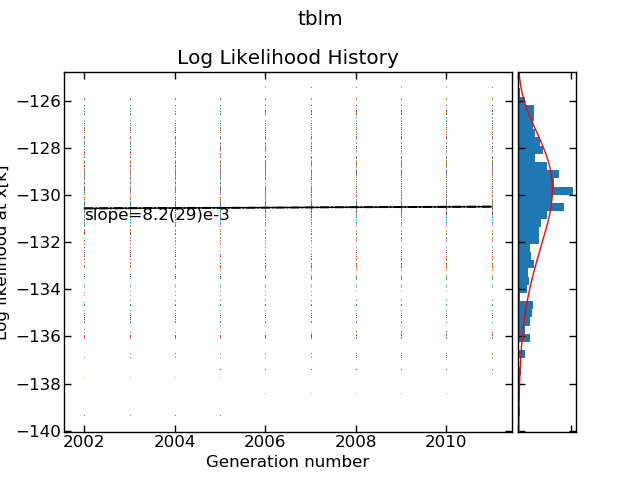 tblm
Log Likelihood History
Log likelihood at x[k]
−126
−128
−130
−132
−134
−136
−138
−140
slope=8.2(29)e-3
2002
2004
2006
2008
2010
Generation number